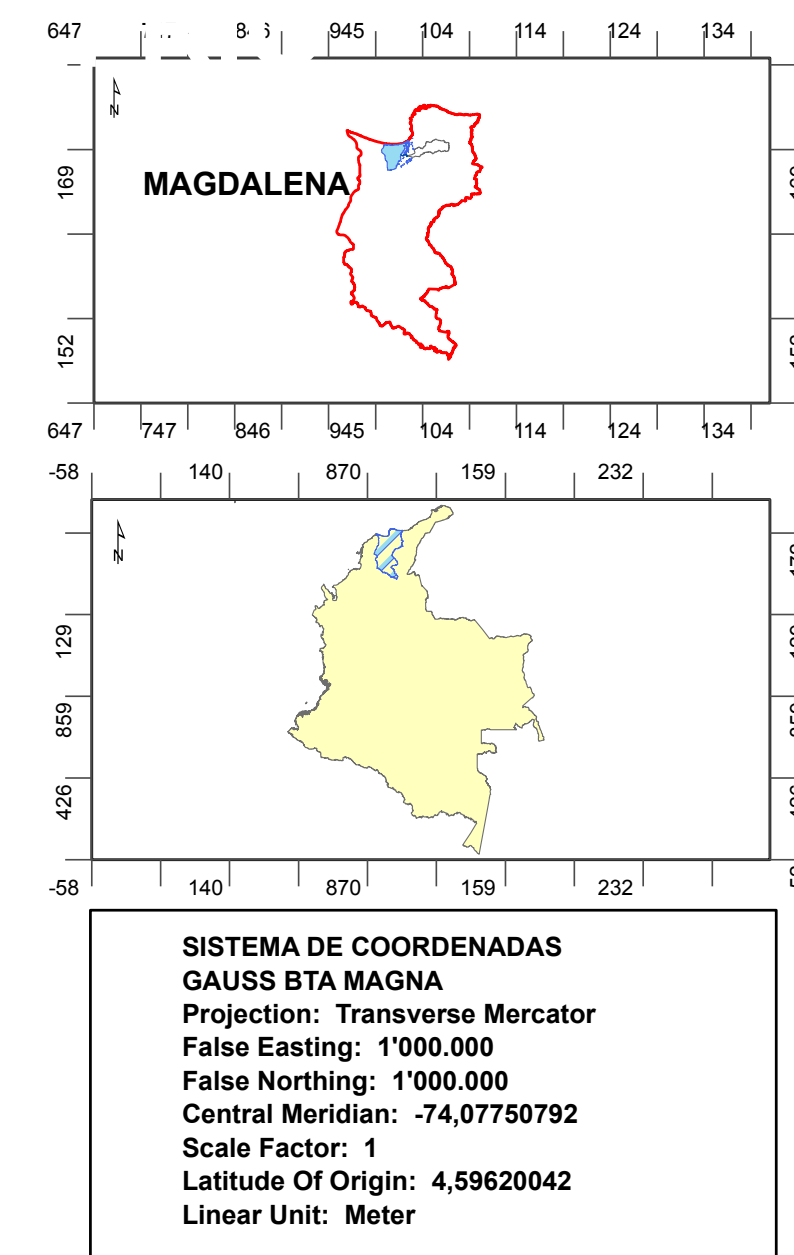 647 945 104 114 124 134
N
169
MAGDALENA
152
647 747 846 945 104 114 124 134
-58 140 870 159 232
N
129
859
426
-58 140 870 159 232
SISTEMA DE COORDENADAS
GAUSS BTA MAGNA
Projection: Transverse Mercator
False Easting: 1'000.000
False Northing: 1'000.000
Central Meridian: -74,07750792
Scale Factor: 1
Latitude Of Origin: 4,59620042
Linear Unit: Meter